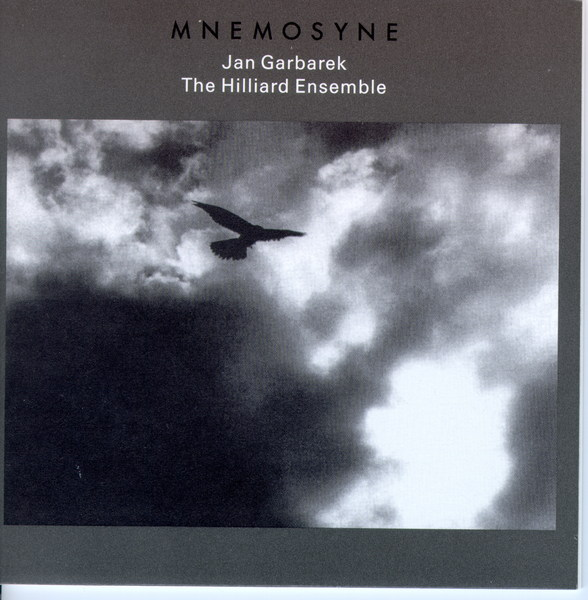 MNEMOSYNE
Jan Garbarek
The Hilliard Ensemble